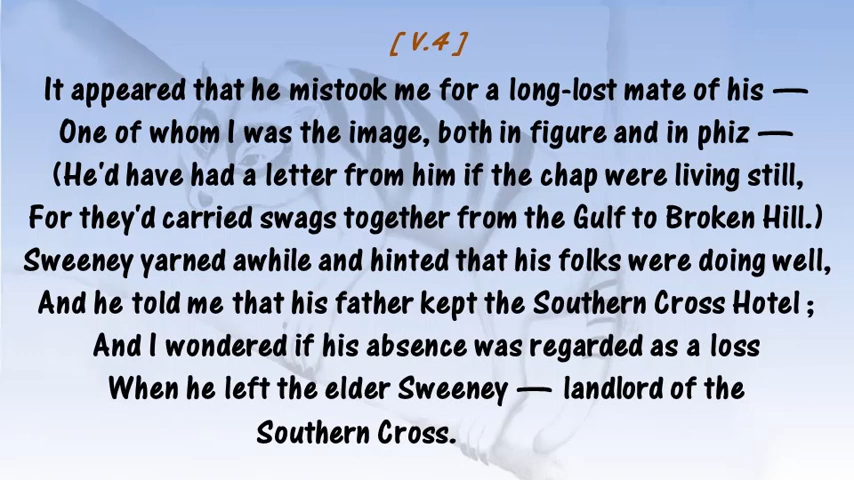 [ V.4 ]
It appeared that he mistook me for a long-lost mate of his —
One of whom I was the image, both in figure and in phiz —
(He'd have had a letter from him if the chap were living still,
For they'd carried swags together from the Gulf to Broken Hill.)
Sweeney yarned awhile and hinted that his folks were doing well,
And he told me that his father kept the Southern Cross Hotel ;
And I wondered if his absence was regarded as a loss
When he left the elder Sweeney — landlord of the
Southern Cross.